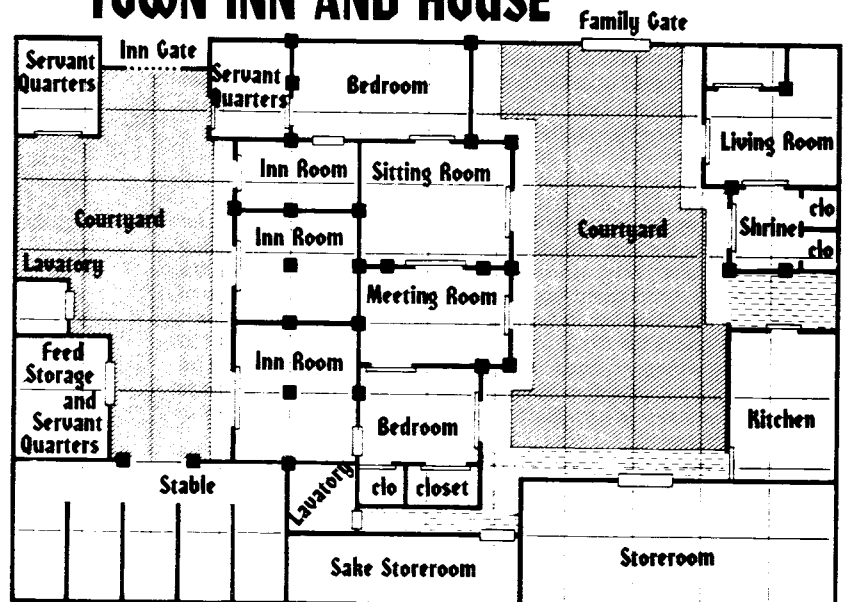 TOWN INN AND HOUSE
Family Gate
Inn Gate
Servant
Quarters
Servant
Quarters
Bedroom
Living Room
Inn Room
Sitting Room
Courtyard
Inn Room
Courtyard
Shrine
clo
clo
Lavatory
Meeting Room
Feed
Storage
and
Servant
Quarters
Inn Room
Bedroom
Kitchen
Stable
Lavatory
clo
closet
Sake Storeroom
Storeroom